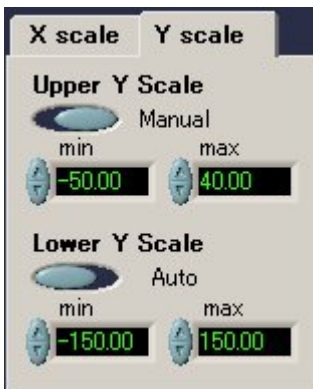 X scale Y scale
Upper Y Scale
Manual
min max
-50.00 40.00
Lower Y Scale
Auto
min max
-150.00 150.00